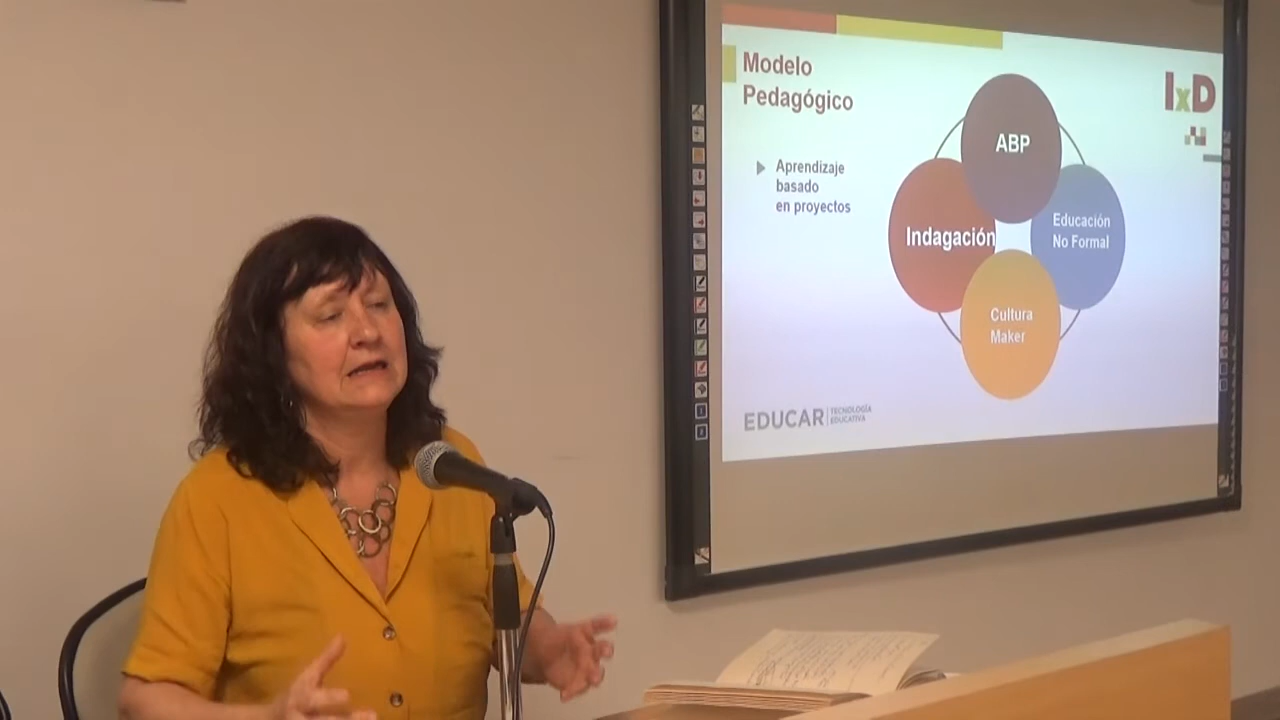 Modelo
Pedagógico
IxD
Aprendizaje
basado
en proyectos
ABP
Indagación
Educación
No Formal
Cultura
Maker
EDUCAR
TECNOLOGÍA
EDUCATIVA